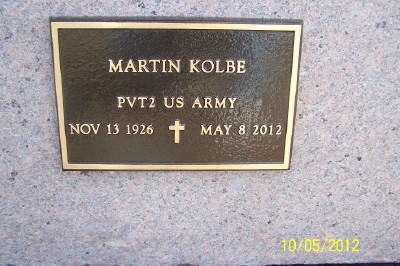 MARTIN KOLBE
PVT2 US ARMY
NOV 13 1926 MAY 8 2012
10/05/2012